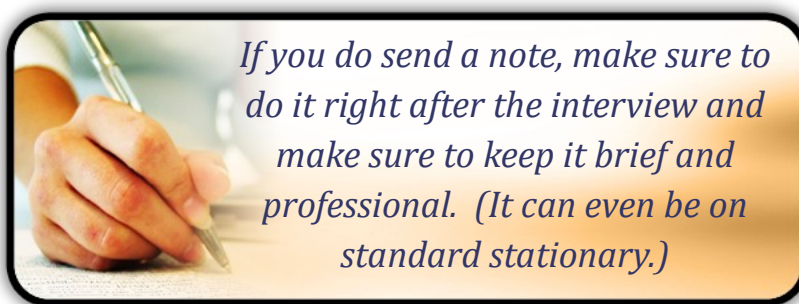 If you do send a note, make sure to
do it right after the interview and
make sure to keep it brief and
professional.  (It can even be on
standard stationary.)